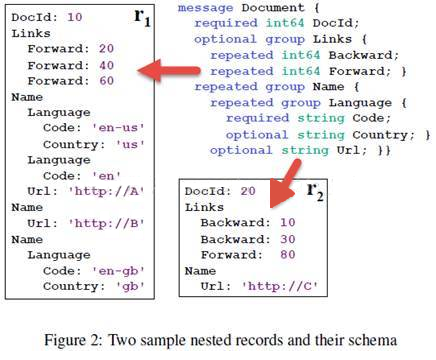 DocId: 10 r1
Links
Forward: 20
Forward: 40
Forward: 60
Name
Language
Code: 'en-us'
Country: 'us'
Language
Code: 'en'
Url: 'http://A'
Name
Url: 'http://B'
Name
Language
Code: 'en-gb'
Country: 'gb'
message Document {
required int64 DocId;
optional group Links {
repeated int64 Backward;
repeated int64 Forward; }
repeated group Name {
repeated group Language {
required string Code;
optional string Country; }
optional string Url; }}
DocId: 20 r2
Links
Backward: 10
Backward: 30
Forward: 80
Name
Url: 'http://C'
Figure 2: Two sample nested records and their schema